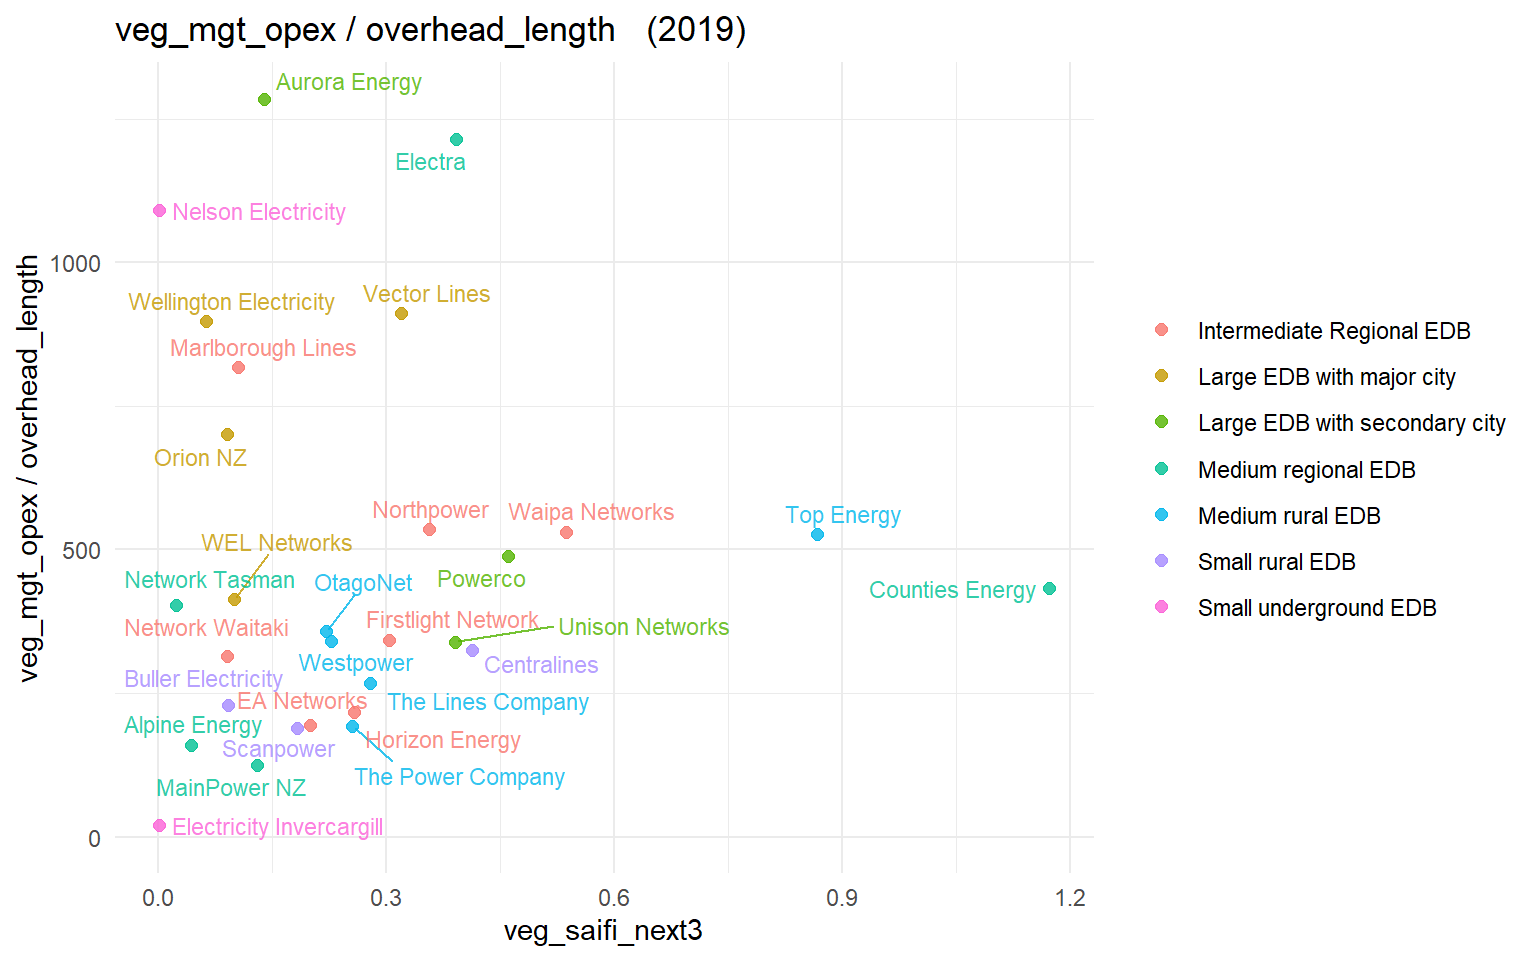 veg_mgt_opex / overhead_length (2019)
Aurora Energy
Electra
Nelson Electricity
1000
Wellington Electricity
Vector Lines
Marlborough Lines
Orion NZ
Northpower
Waipa Networks
Top Energy
WEL Networks
500
Network Tasman
OtagoNet
Powerco
Counties Energy
Network Waitaki
Firstlight Network
Unison Networks
Westpower
Centralines
Buller Electricity
EA Networks
The Lines Company
Alpine Energy
Scanpower
Horizon Energy
The Power Company
MainPower NZ
Electricity Invercargill
0
0.0
0.3
0.6
0.9
1.2
veg_saifi_next3
veg_mgt_opex / overhead_length
Intermediate Regional EDB
Large EDB with major city
Large EDB with secondary city
Medium regional EDB
Medium rural EDB
Small rural EDB
Small underground EDB